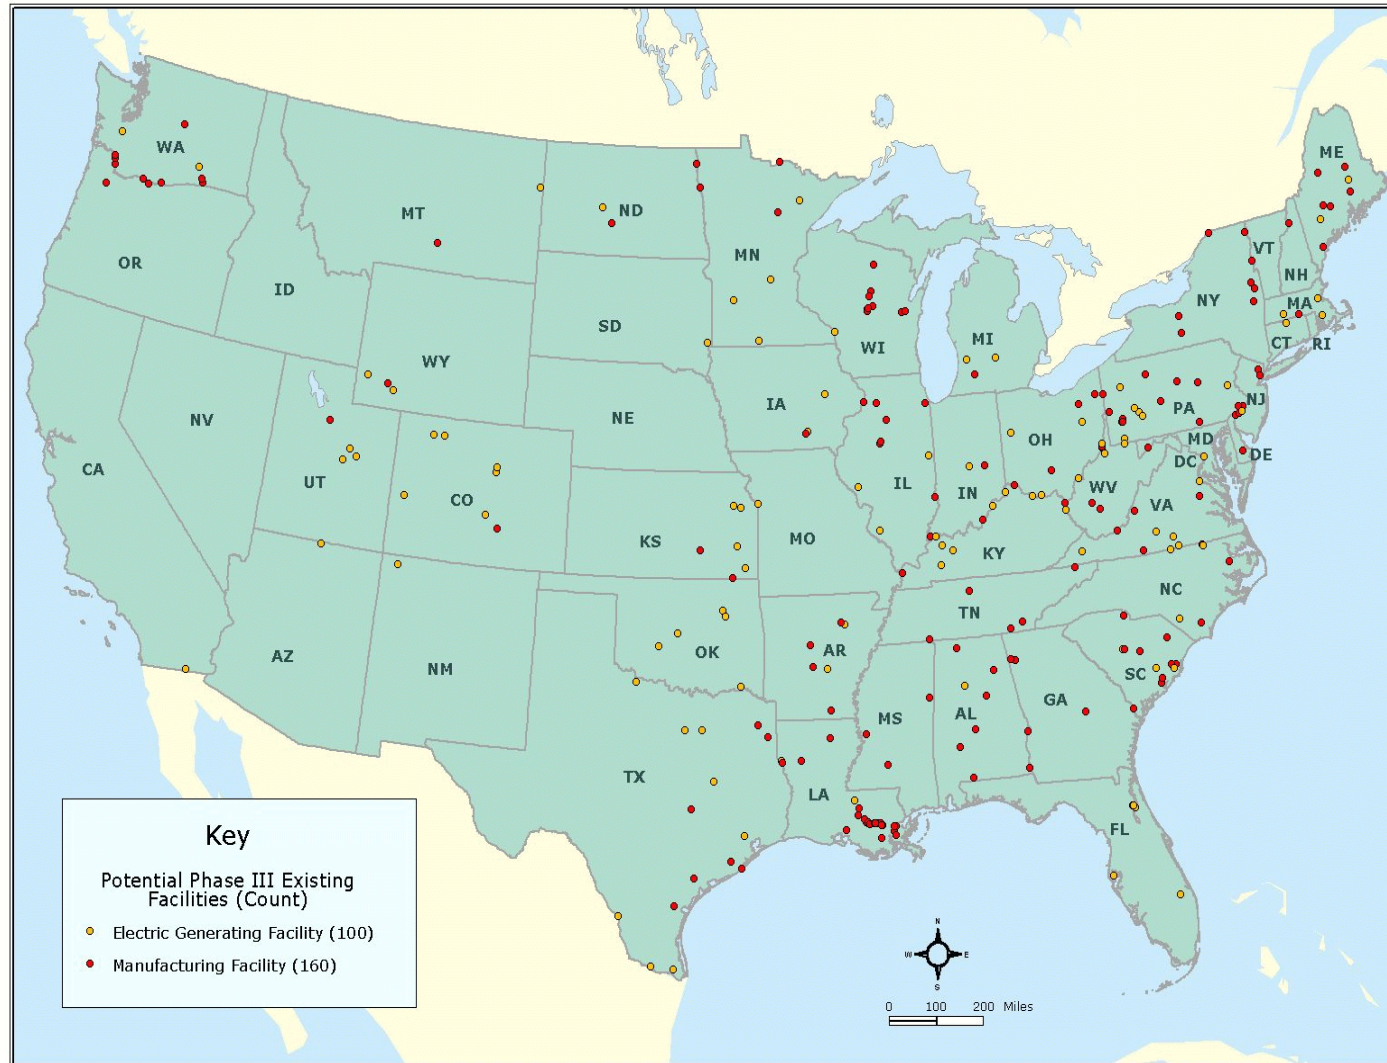 WA
MT
ND
MN
ME
VT
NH
OR
ID
SD
WI
MI
NY
MA
CT
RI
WY
NV
NE
IA
PA
NJ
OH
MD
DE
DC
CA
UT
CO
IL
IN
WV
VA
KS
MO
KY
NC
TN
AZ
NM
OK
AR
SC
MS
AL
GA
TX
LA
FL
Key
Potential Phase III Existing
Facilities (Count)
Electric Generating Facility (100)
Manufacturing Facility (160)
N
W
E
S
0 100 200 Miles